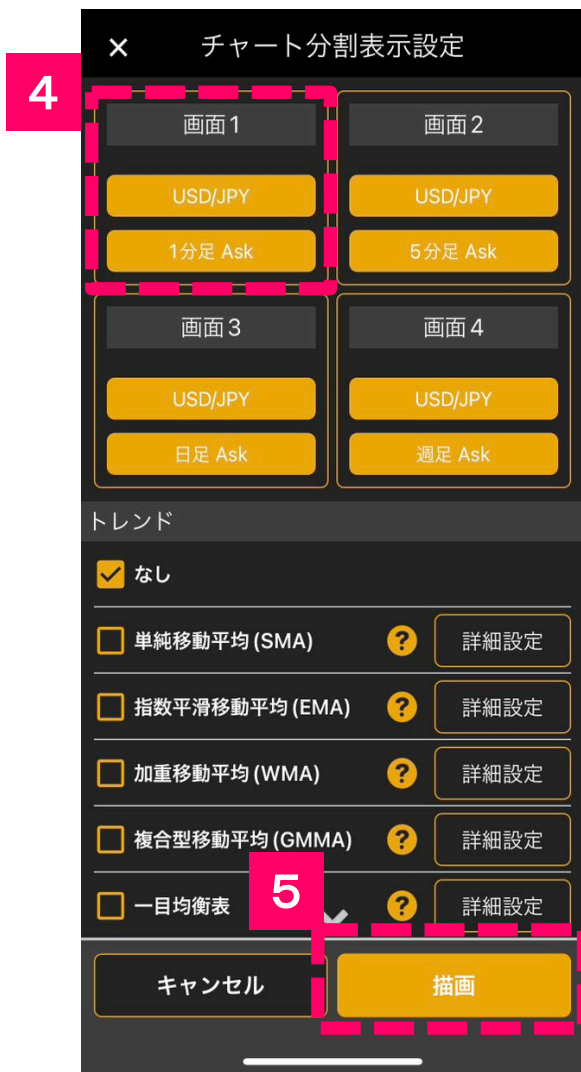 × チャート分割表示設定
4
画面1 画面2
USD/JPY USD/JPY
1分足 Ask 5分足 Ask
画面3 画面4
USD/JPY USD/JPY
日足 Ask 週足 Ask
トレンド
なし
単純移動平均(SMA) ? 詳細設定
指数平滑移動平均(EMA) ? 詳細設定
加重移動平均(WMA) ? 詳細設定
複合型移動平均(GMMA) ? 詳細設定
一目均衡表 ? 詳細設定
5
キャンセル 描画